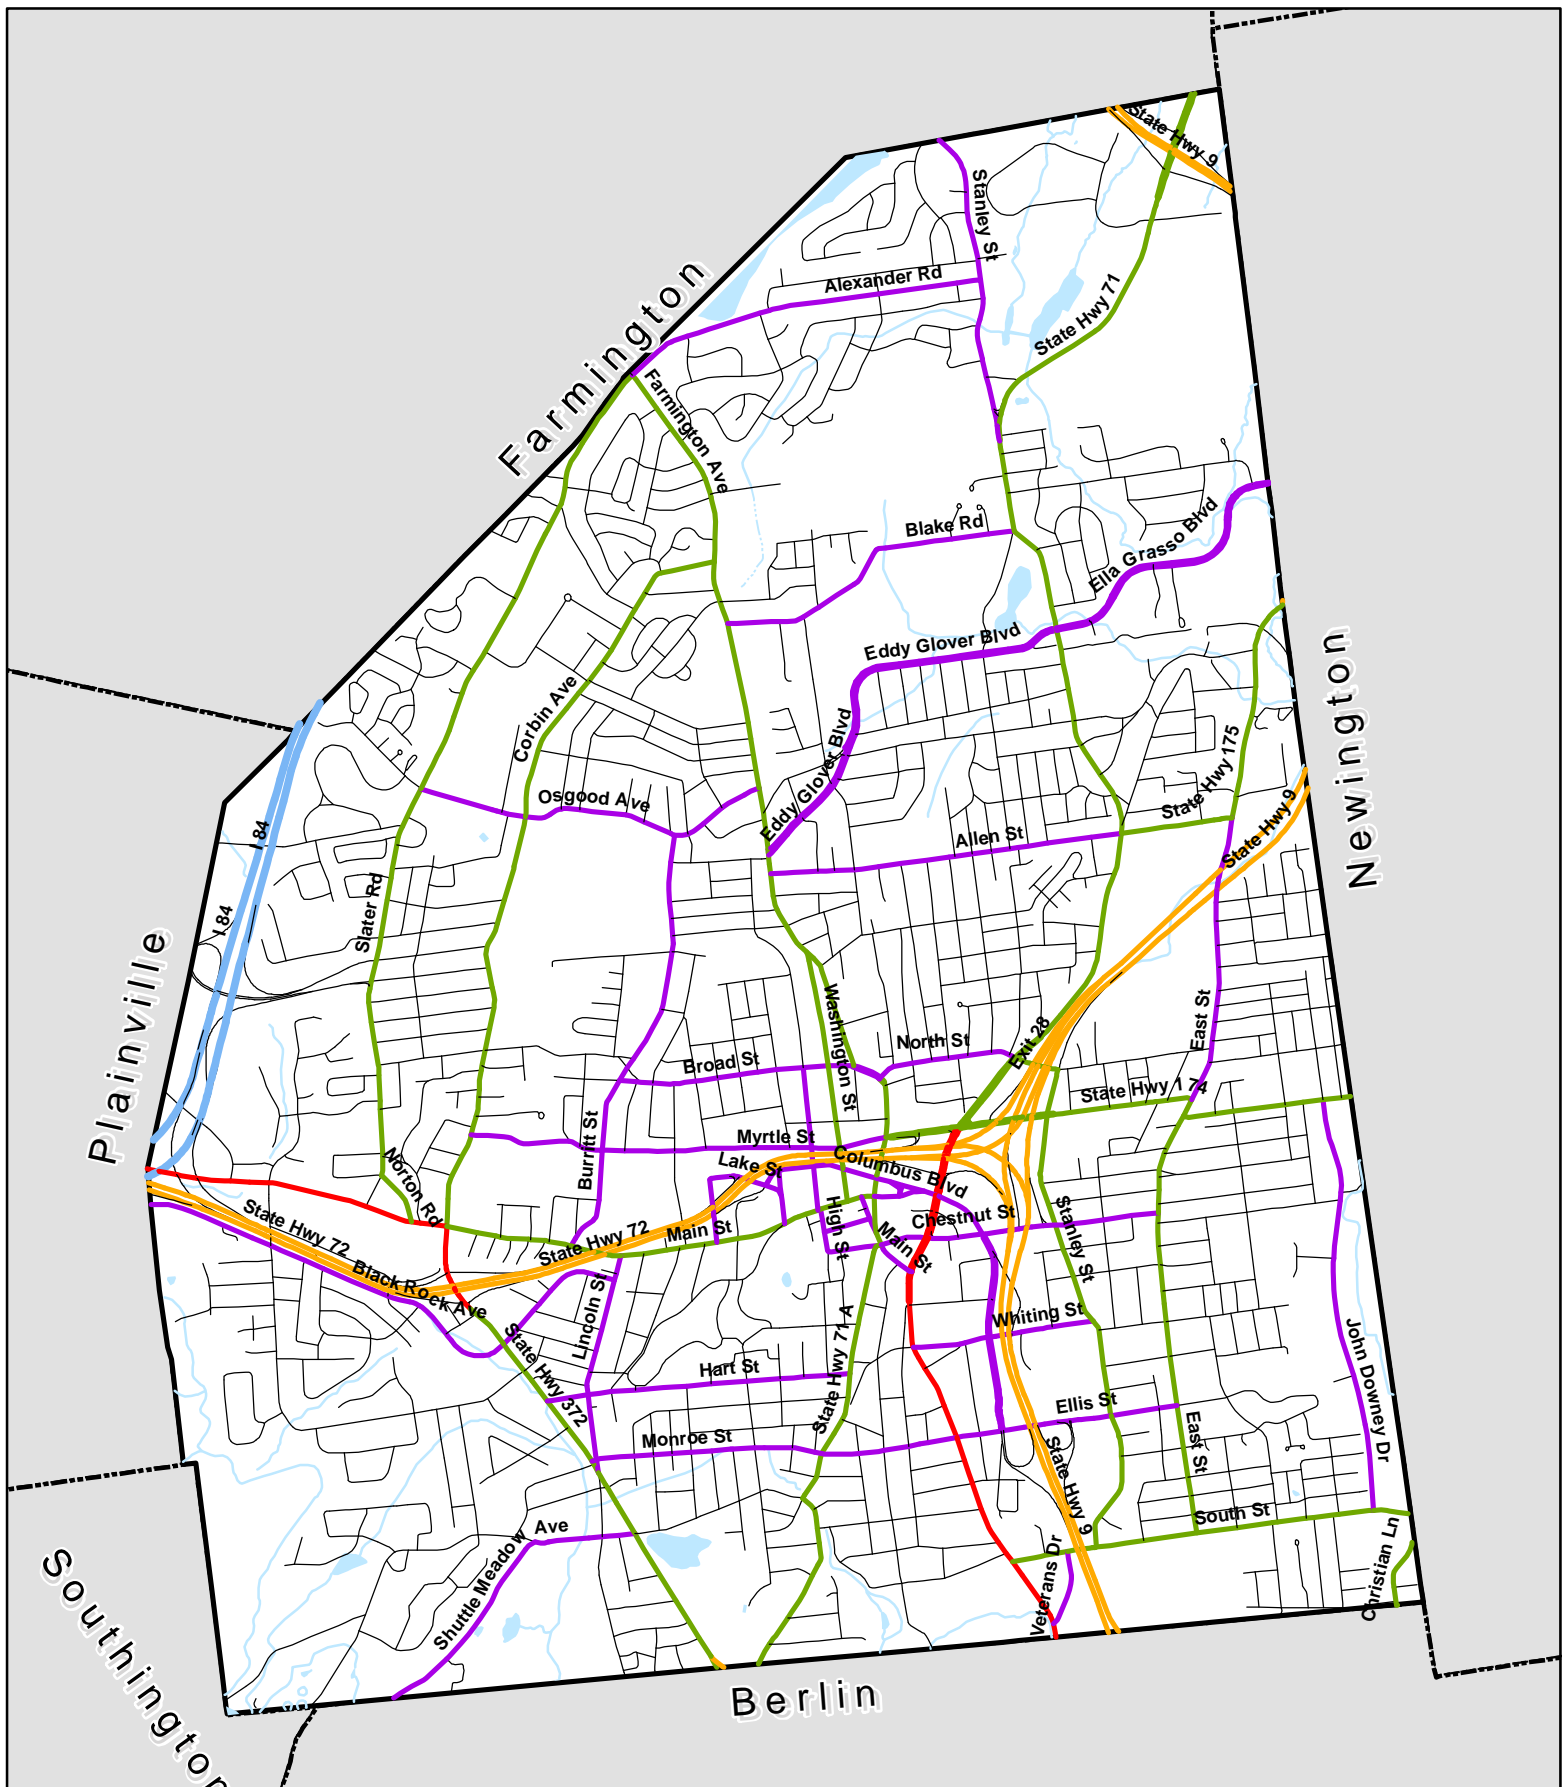 State Hwy 9
Stanley St
Farmington
Alexander Rd
State Hwy 71
Farmington Ave
Blake Rd
Ella Grasso Blvd
Eddy Glover Blvd
Newington
Corbin Ave
Eddy Glover Blvd
State Hwy 175
Osgood Ave
State Hwy 9
I 84
Allen St
Slater Rd
I 84
Plainville
Washington St
East St
North St
Exit 28
Broad St
State Hwy 174
Burritt St
Myrtle St
Lake St
Columbus Blvd
Norton Rd
State Hwy 72
High St
Chestnut St
Stanley St
State Hwy 72
Main St
Main St
Black Rock Ave
Lincoln St
Whiting St
State Hwy 372
State Hwy 71 A
John Downey Dr
Hart St
Ellis St
Monroe St
East St
State Hwy 9
South St
Shuttle Meadow Ave
Veterans Dr
Christian Ln
Southington
Berlin